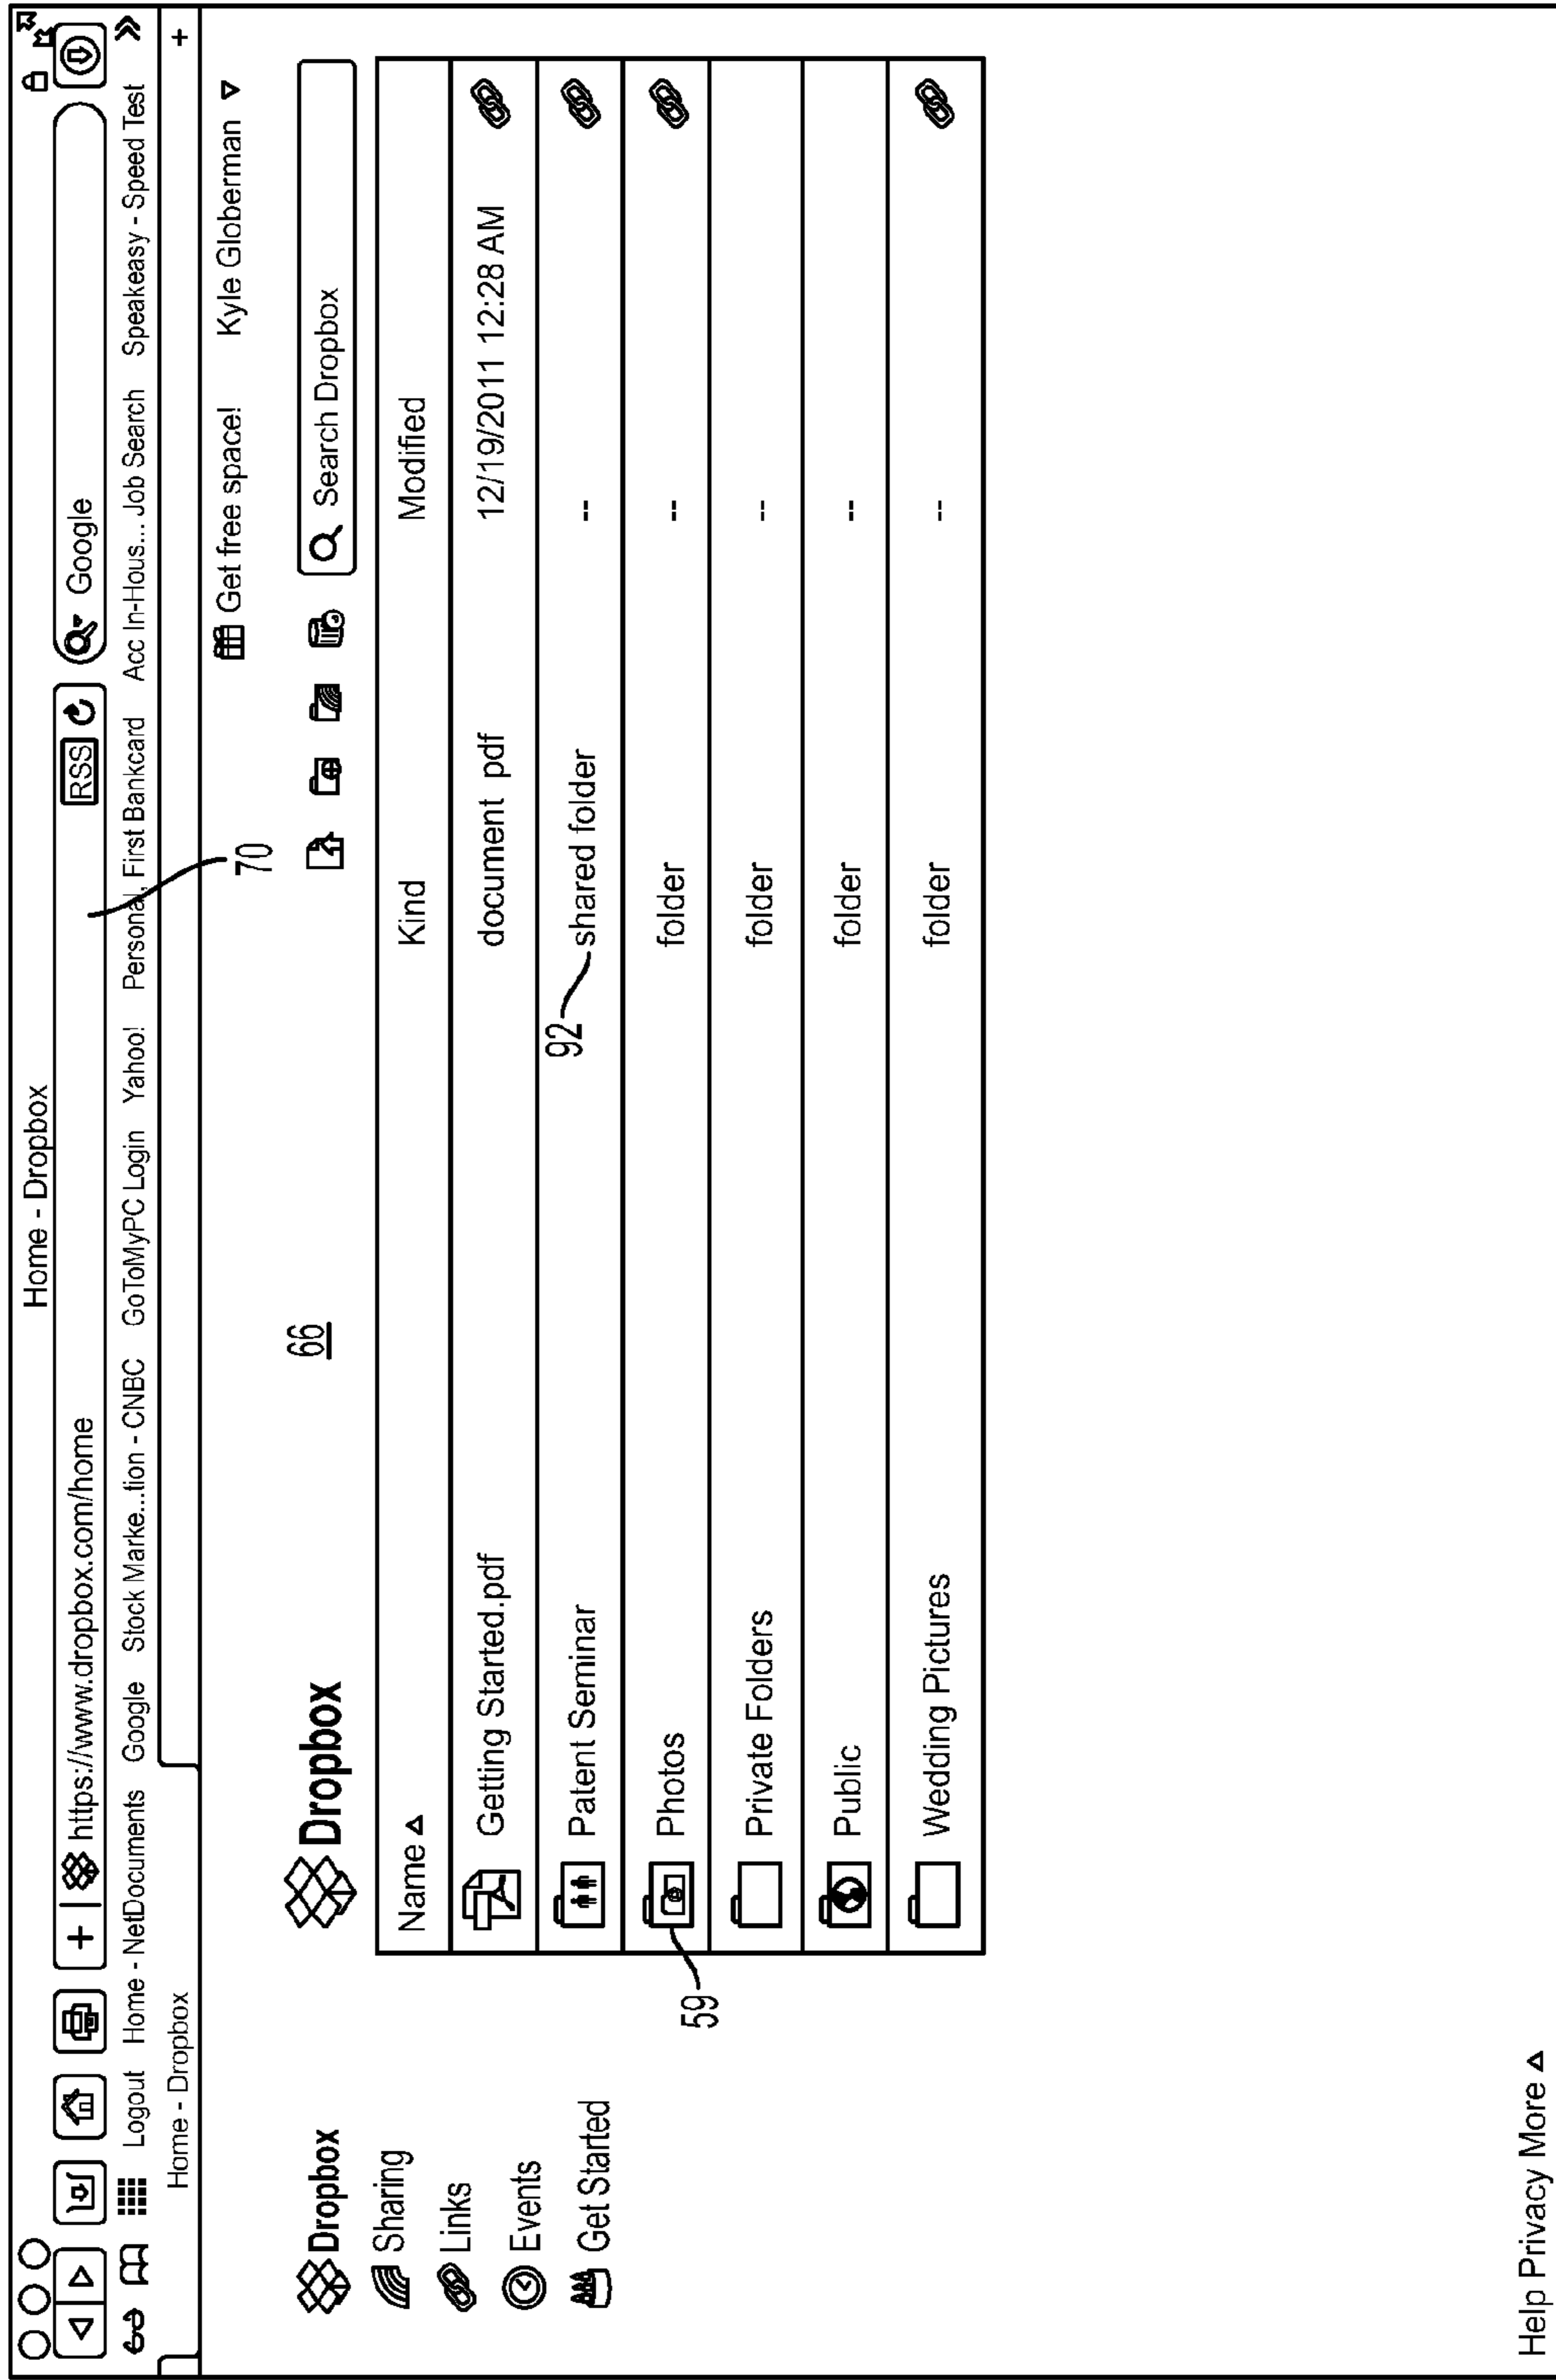 Home - Dropbox
+ https://www.dropbox.com/home RSS Google
Logout Home - NetDocuments Google Stock Marke...tion - CNBC GoToMyPC Login Yahoo! Personal, First Bankcard Acc In-Hous... Job Search Speakeasy - Speed Test »
Home - Dropbox +
70
Get free space! Kyle Globerman
66
Dropbox
Search Dropbox
Dropbox
Sharing
Links
Events
Get Started
Name Kind Modified
Getting Started.pdf document pdf 12/19/2011 12:28 AM
Patent Seminar 92 shared folder --
59 Photos folder --
Private Folders folder --
Public folder --
Wedding Pictures folder --
Help Privacy More